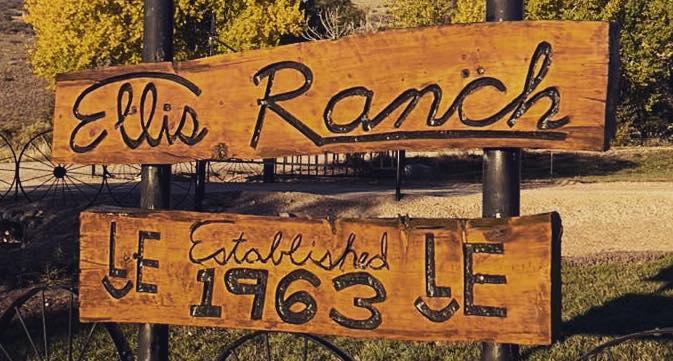 Ellis Ranch
LE Established LE
1963